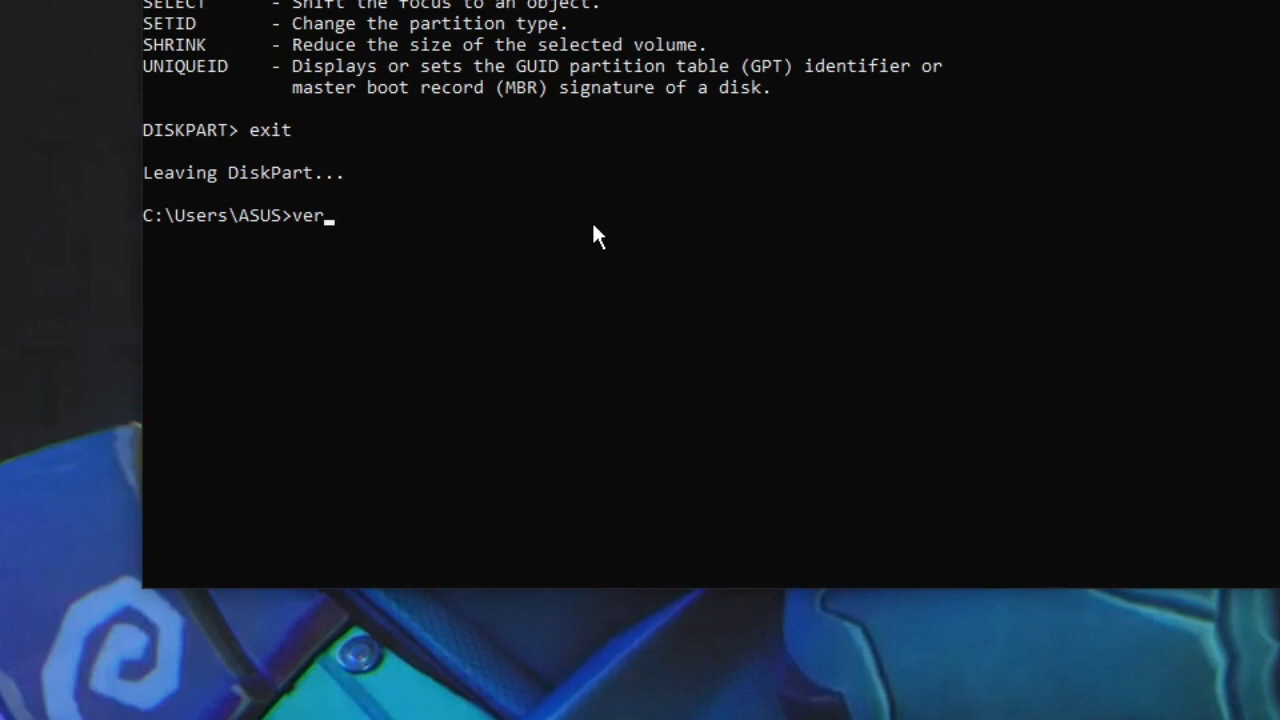 SELECT      - Shift the focus to an object.
SETID       - Change the partition type.
SHRINK      - Reduce the size of the selected volume.
UNIQUEID    - Displays or sets the GUID partition table (GPT) identifier or
              master boot record (MBR) signature of a disk.
DISKPART> exit
Leaving DiskPart...
C:\Users\ASUS>ver